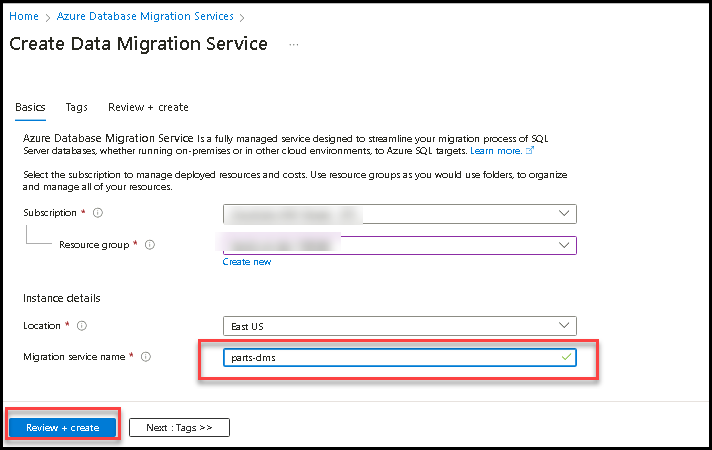 Home > Azure Database Migration Services >
Create Data Migration Service ...
Basics Tags Review + create
Azure Database Migration Service is a fully managed service designed to streamline your migration process of SQL
Server databases, whether running on-premises or in other cloud environments, to Azure SQL targets. Learn more.
Select the subscription to manage deployed resources and costs. Use resource groups as you would use folders, to organize
and manage all of your resources.
Subscription *
Resource group *
Create new
Instance details
Location * East US
Migration service name * parts-dms
Review + create Next : Tags >>